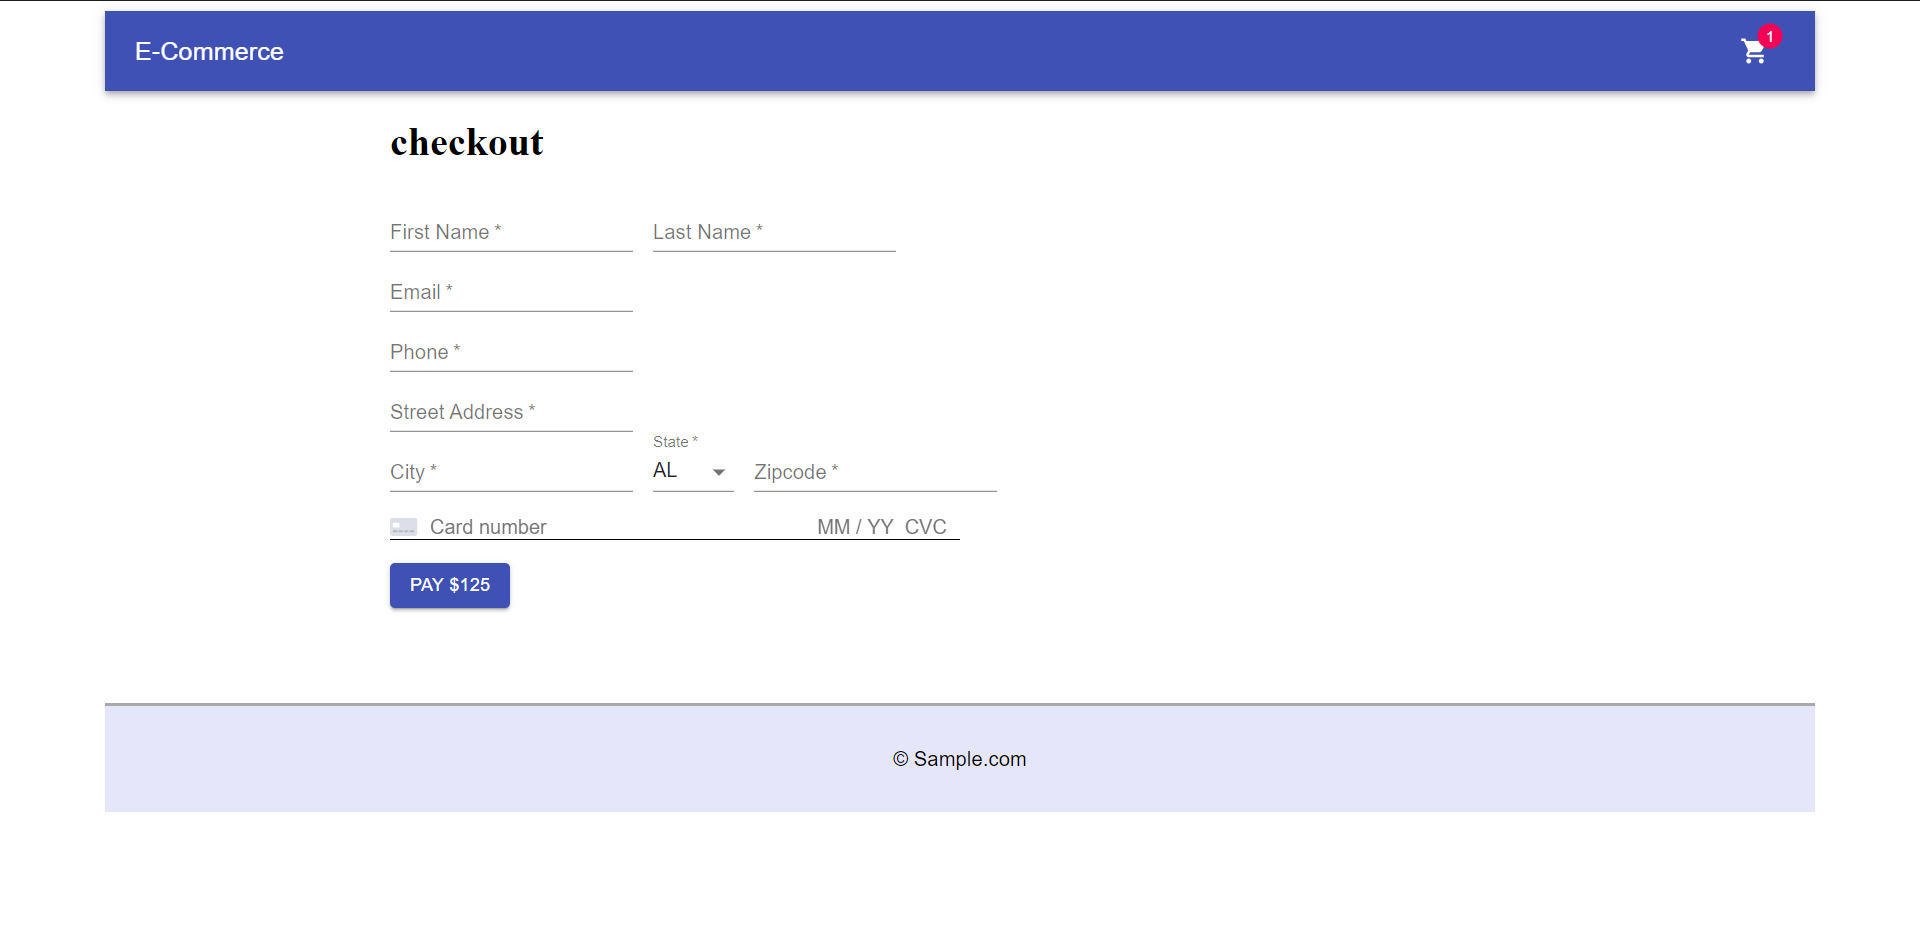 E-Commerce 1
checkout
First Name * Last Name *
Email *
Phone *
Street Address *
State *
City * AL Zipcode *
Card number MM / YY CVC
PAY $125
© Sample.com